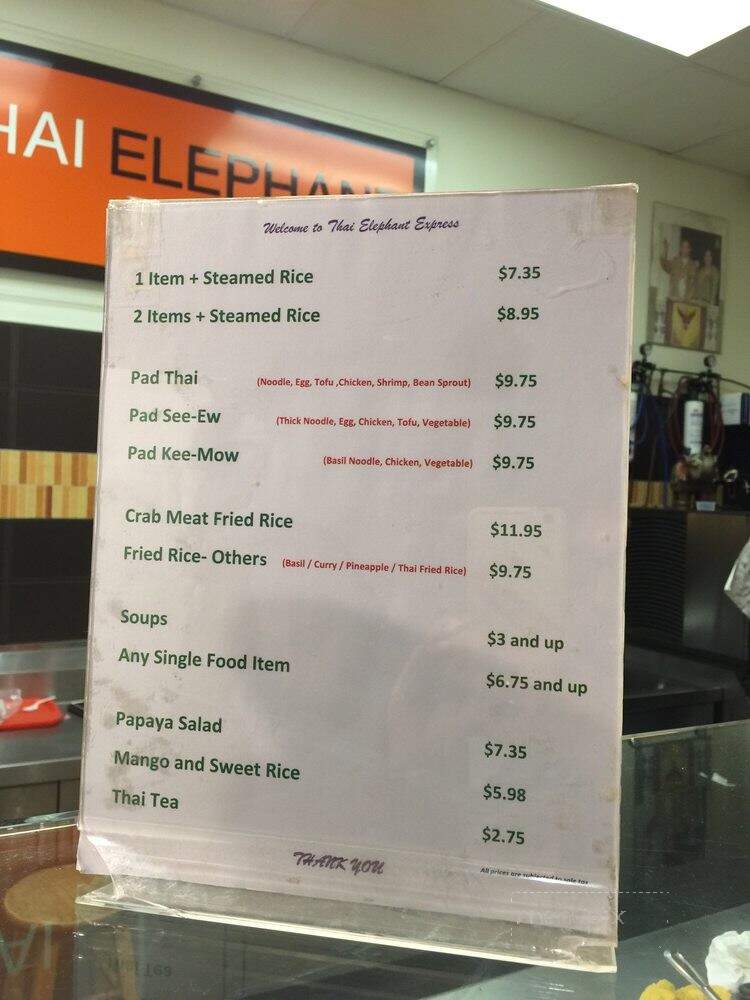 HAI ELEPHANT
Welcome to Thai Elephant Express
1 Item + Steamed Rice $7.35
2 Items + Steamed Rice $8.95
Pad Thai (Noodle, Egg, Tofu ,Chicken, Shrimp, Bean Sprout) $9.75
Pad See-Ew (Thick Noodle, Egg, Chicken, Tofu, Vegetable) $9.75
Pad Kee-Mow (Basil Noodle, Chicken, Vegetable) $9.75
Crab Meat Fried Rice $11.95
Fried Rice- Others (Basil / Curry / Pineapple / Thai Fried Rice) $9.75
Soups $3 and up
Any Single Food Item $6.75 and up
Papaya Salad $7.35
Mango and Sweet Rice $5.98
Thai Tea $2.75
THANK YOU
All prices are subjected to sale tax